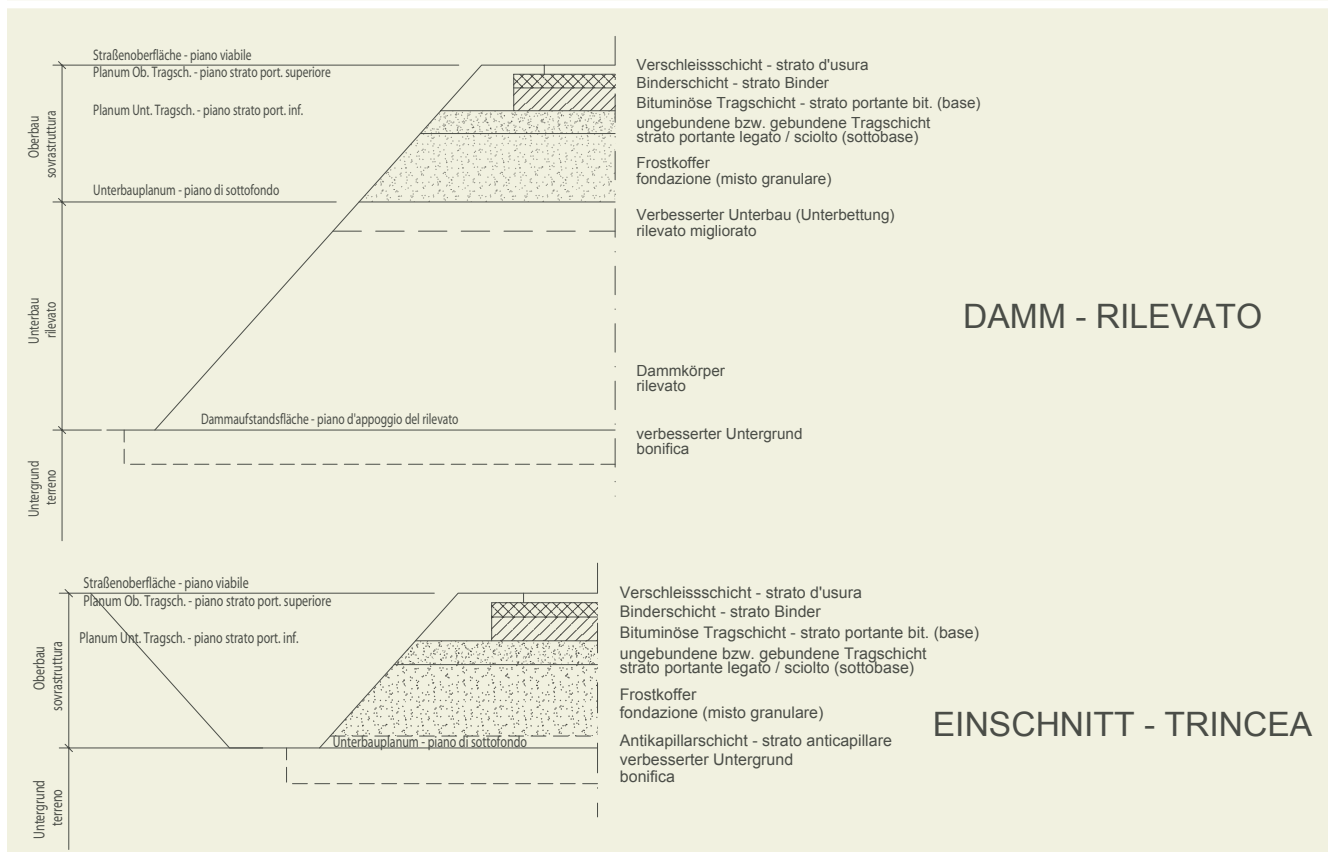 Straßenoberfläche - piano viabile
Planum Ob. Tragsch. - piano strato port. superiore
Planum Unt. Tragsch. - piano strato port. inf.
Unterbauplanum - piano di sottofondo
Dammaufstandsfläche - piano d'appoggio del rilevato
Oberbau
sovrastruttura
Unterbau
rilevato
Untergrund
terreno
Verschleissschicht - strato d'usura
Binderschicht - strato Binder
Bituminöse Tragschicht - strato portante bit. (base)
ungebundene bzw. gebundene Tragschicht
strato portante legato / sciolto (sottobase)
Frostkoffer
fondazione (misto granulare)
Verbesserter Unterbau (Unterbettung)
rilevato migliorato
Dammkörper
rilevato
verbesserter Untergrund
bonifica
DAMM - RILEVATO
Straßenoberfläche - piano viabile
Planum Ob. Tragsch. - piano strato port. superiore
Planum Unt. Tragsch. - piano strato port. inf.
Unterbauplanum - piano di sottofondo
Oberbau
sovrastruttura
Untergrund
terreno
Verschleissschicht - strato d'usura
Binderschicht - strato Binder
Bituminöse Tragschicht - strato portante bit. (base)
ungebundene bzw. gebundene Tragschicht
strato portante legato / sciolto (sottobase)
Frostkoffer
fondazione (misto granulare)
Antikapillarschicht - strato anticapillare
verbesserter Untergrund
bonifica
EINSCHNITT - TRINCEA